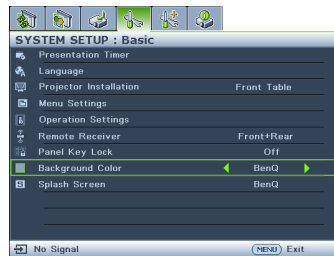 SYSTEM SETUP : Basic
Presentation Timer
Language
Projector Installation Front Table
Menu Settings
Operation Settings
Remote Receiver Front+Rear
Panel Key Lock Off
Background Color BenQ
Splash Screen BenQ
No Signal MENU Exit